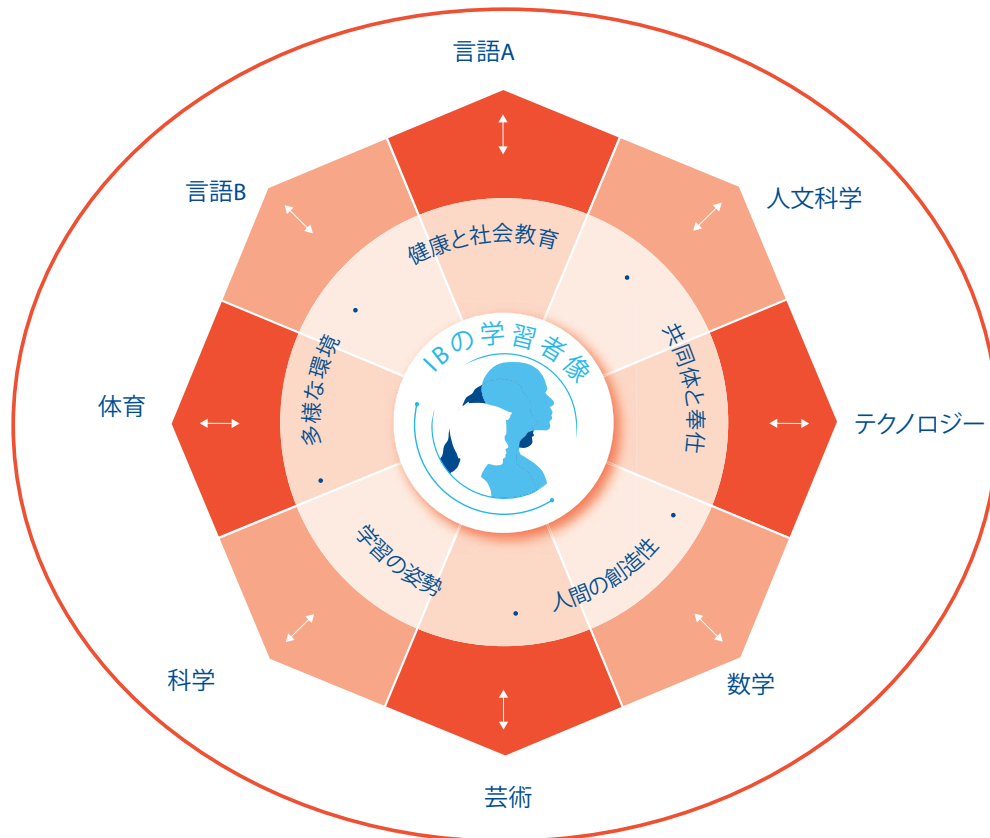 言語A
言語B
人文科学
健康と社会教育
IBの学習者像
多様な環境
共同体と奉仕
体育
テクノロジー
学習の姿勢
人間の創造性
科学
数学
芸術